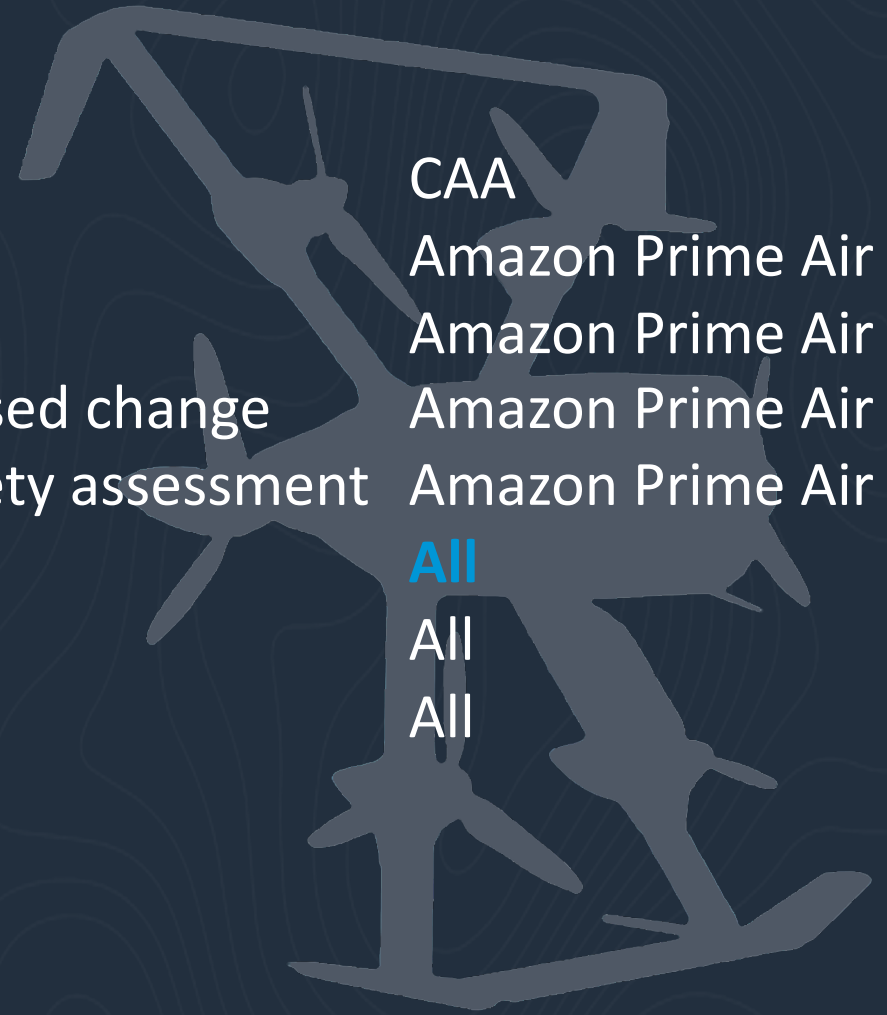 CAA
Amazon Prime Air
Amazon Prime Air
sed change Amazon Prime Air
ety assessment Amazon Prime Air
All
All
All